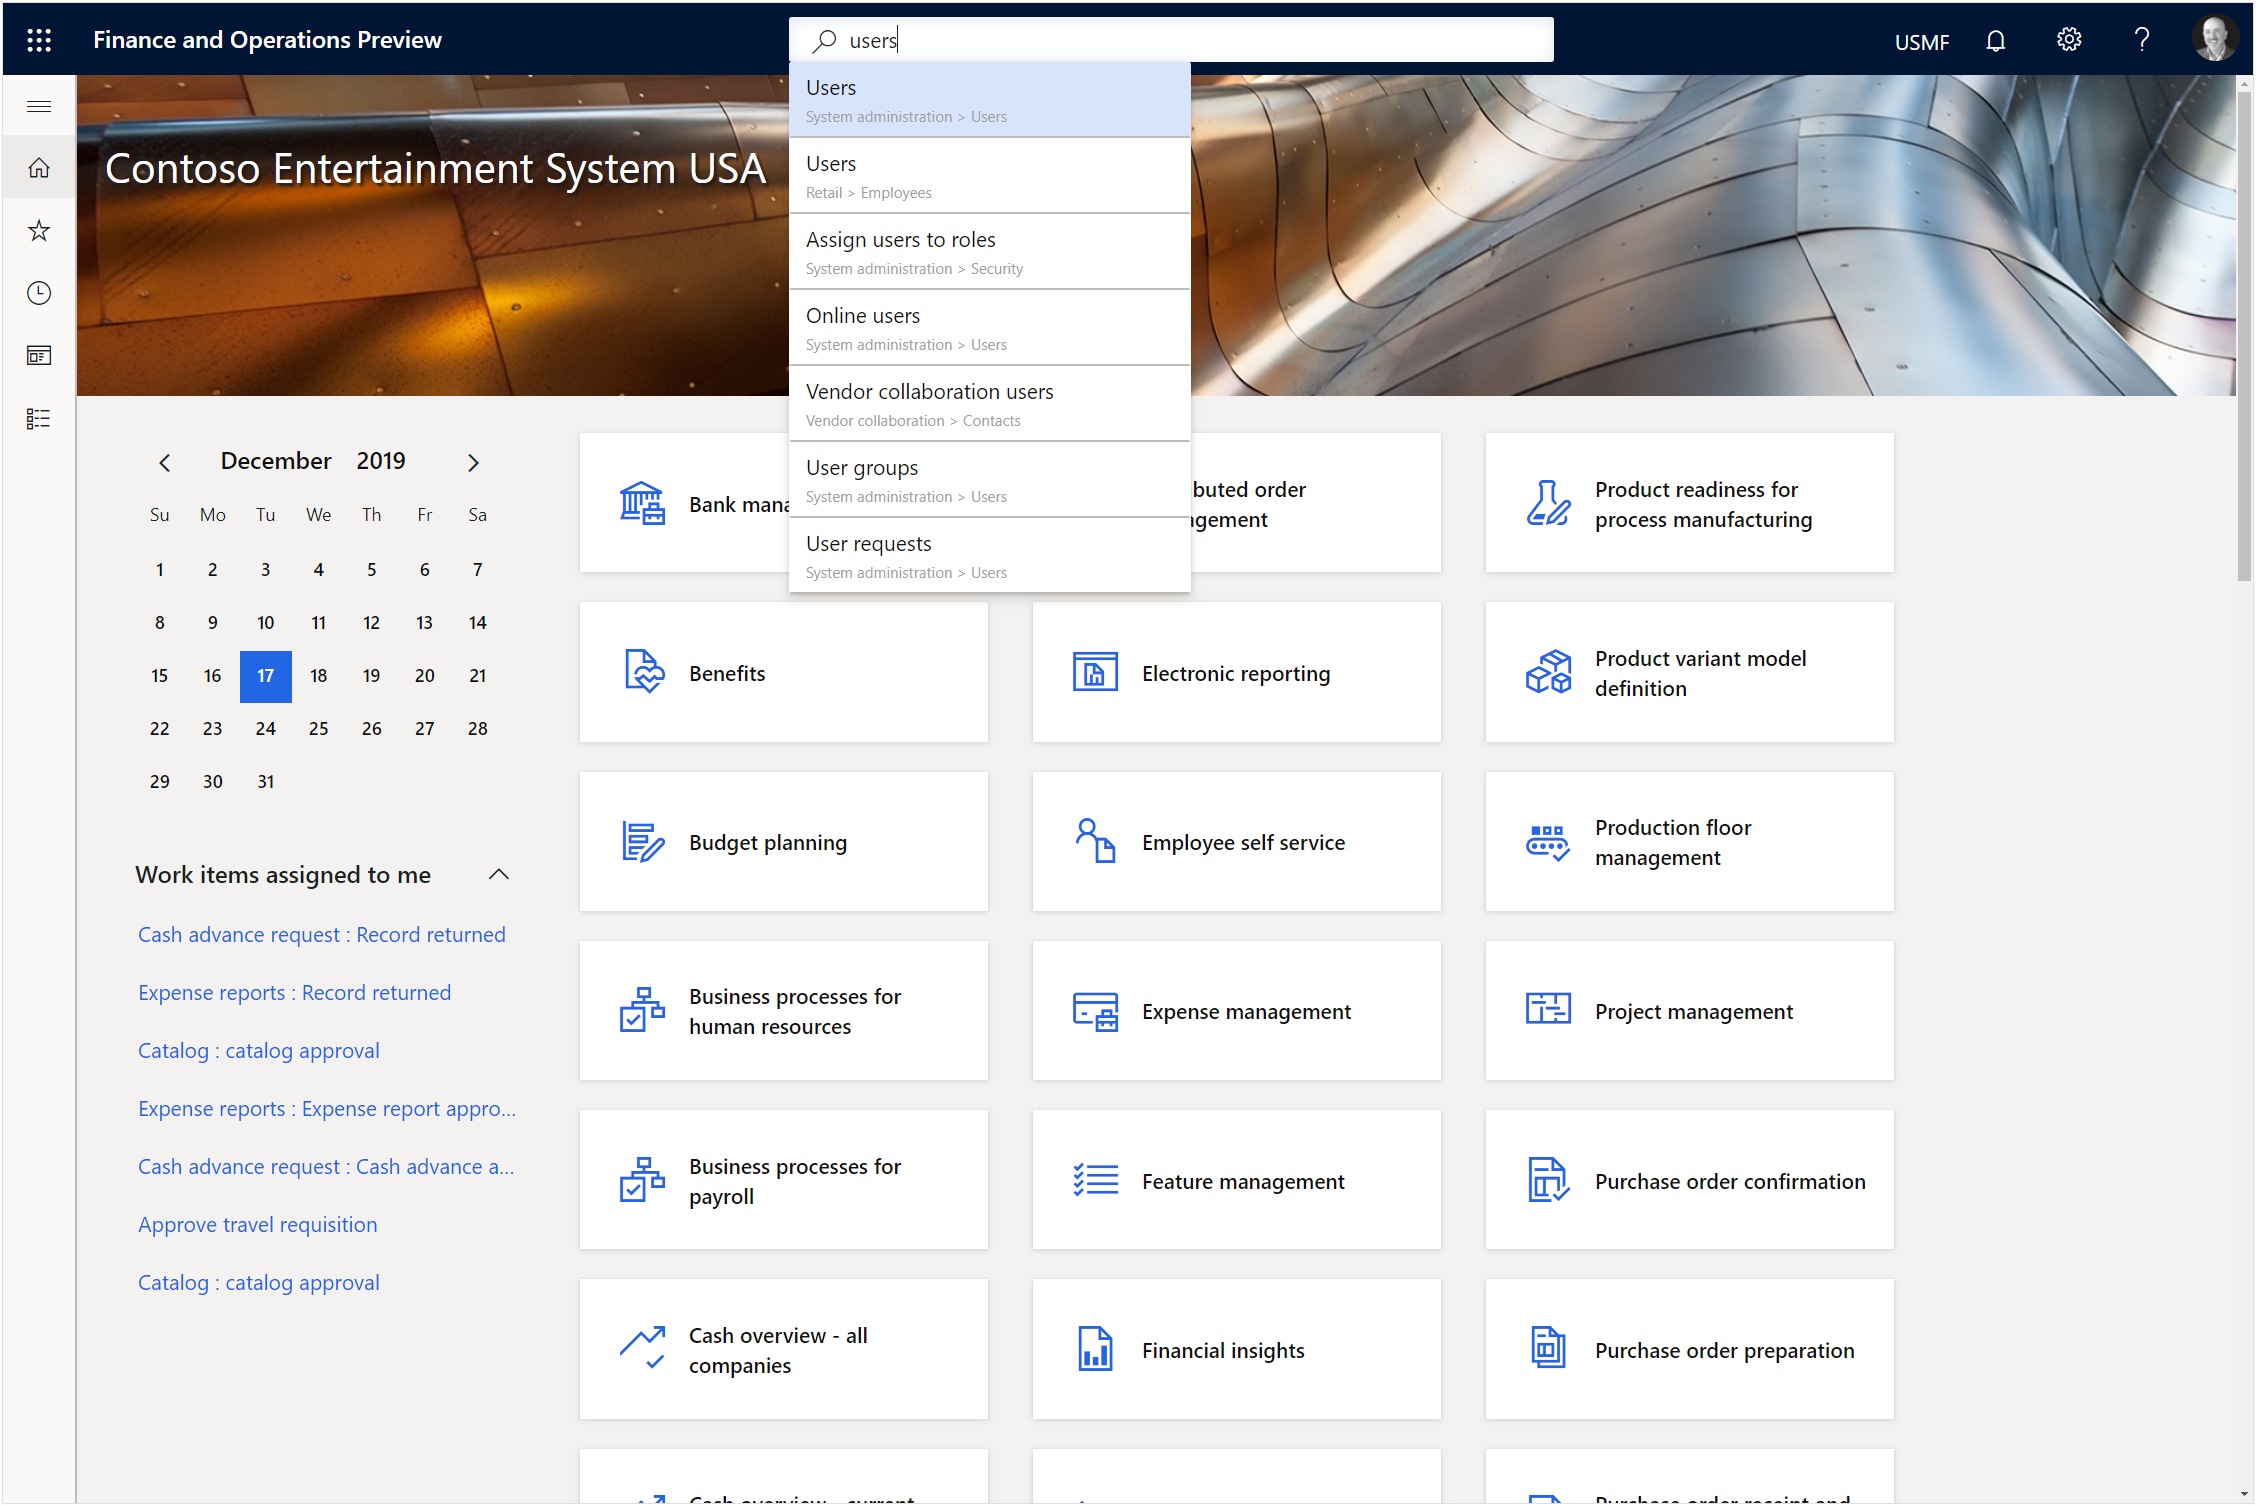 Finance and Operations Preview
users
USMF
Contoso Entertainment System USA
Users
System administration > Users
Users
Retail > Employees
Assign users to roles
System administration > Security
Online users
System administration > Users
Vendor collaboration users
Vendor collaboration > Contacts
User groups
System administration > Users
User requests
System administration > Users
December 2019
Su Mo Tu We Th Fr Sa
1 2 3 4 5 6 7
8 9 10 11 12 13 14
15 16 17 18 19 20 21
22 23 24 25 26 27 28
29 30 31
Work items assigned to me
Cash advance request : Record returned
Expense reports : Record returned
Catalog : catalog approval
Expense reports : Expense report appro...
Cash advance request : Cash advance a...
Approve travel requisition
Catalog : catalog approval
Bank mana
buted order
gement
Product readiness for
process manufacturing
Benefits
Electronic reporting
Product variant model
definition
Budget planning
Employee self service
Production floor
management
Business processes for
human resources
Expense management
Project management
Business processes for
payroll
Feature management
Purchase order confirmation
Cash overview - all
companies
Financial insights
Purchase order preparation
Cash overview - current
Purchase order receipt and